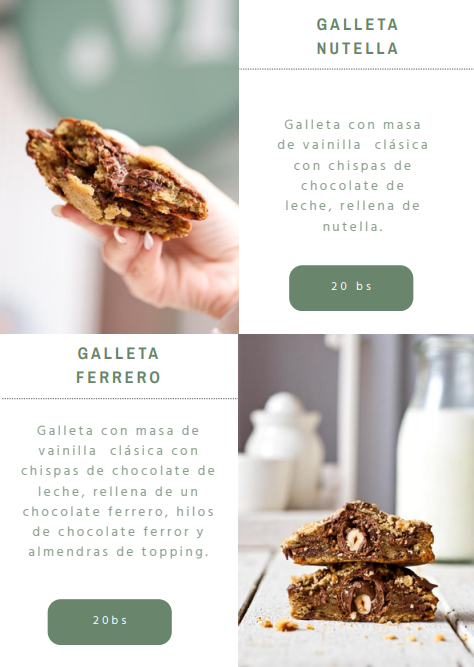 GALLETA
NUTELLA
Galleta con masa
de vainilla clásica
con chispas de
chocolate de
leche, rellena de
nutella.
20 bs
GALLETA
FERRERO
Galleta con masa de
vainilla clásica con
chispas de chocolate de
leche, rellena de un
chocolate ferrero, hilos
de chocolate ferror y
almendras de topping.
20bs